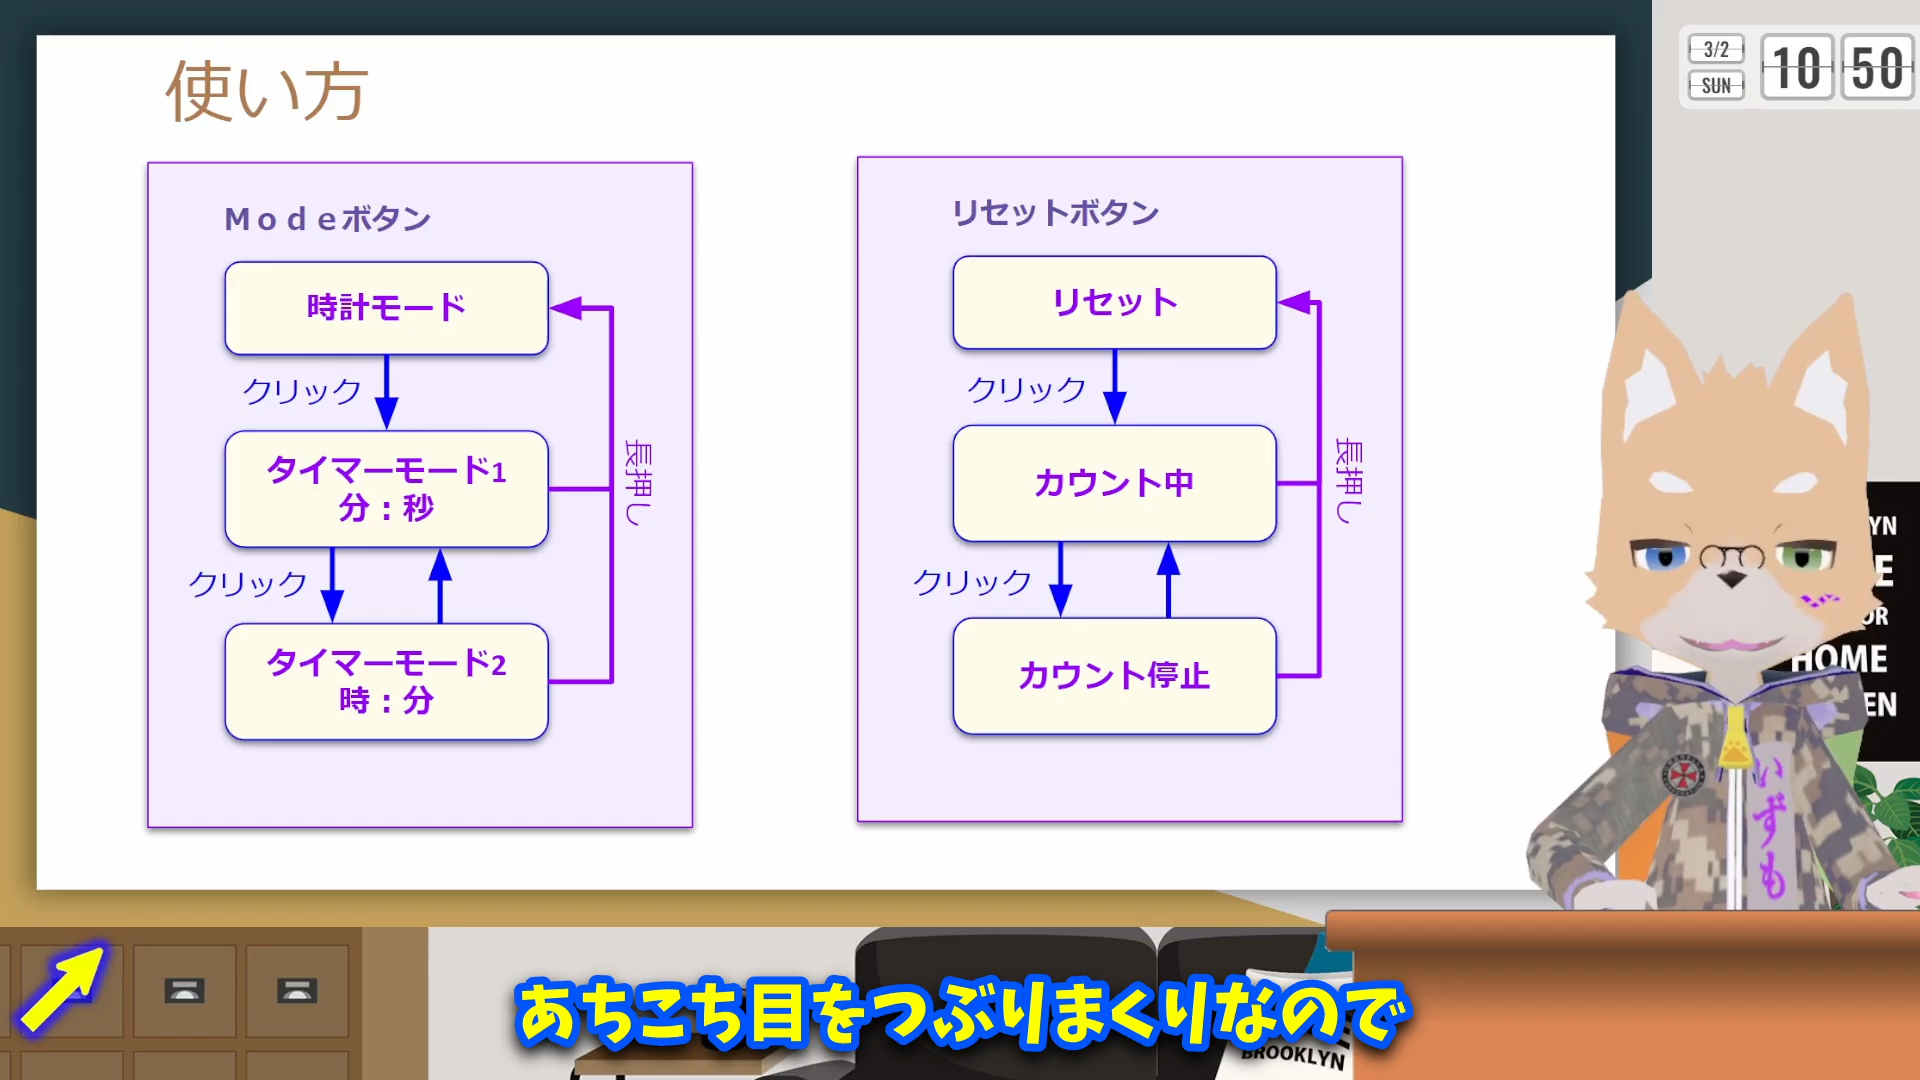 使い方
3/2
SUN
10 50
Ｍｏｄｅボタン
時計モード
クリック
タイマーモード1
分：秒
長押し
クリック
タイマーモード2
時：分
リセットボタン
リセット
クリック
カウント中
長押し
クリック
カウント停止
YN
E
OR
HOME
EN
いずも
あちこち目をつぶりまくりなので
BROOKLYN